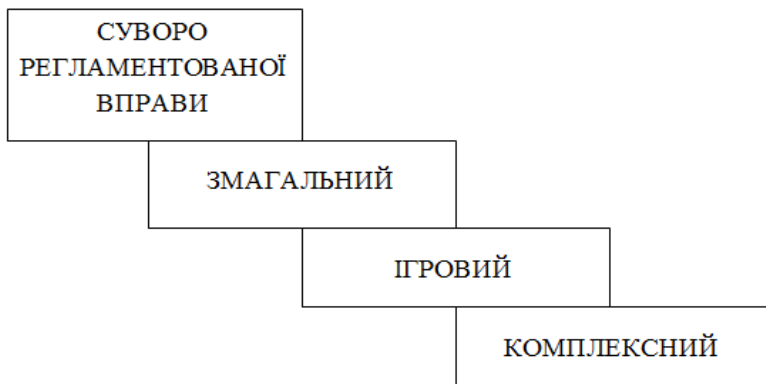 СУВОРО
РЕГЛАМЕНТОВАНОЇ
ВПРАВИ
ЗМАГАЛЬНИЙ
ІГРОВИЙ
КОМПЛЕКСНИЙ